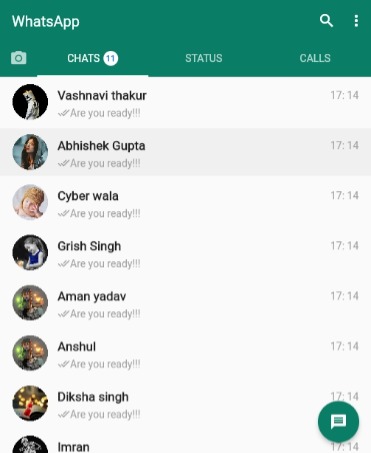 WhatsApp
CHATS 11 STATUS CALLS
Vashnavi thakur 17:14
Are you ready!!!
Abhishek Gupta 17:14
Are you ready!!!
Cyber wala 17:14
Are you ready!!!
Grish Singh 17:14
Are you ready!!!
Aman yadav 17:14
Are you ready!!!
Anshul 17:14
Are you ready!!!
Diksha singh 17:14
Are you ready!!!
Imran 17:14